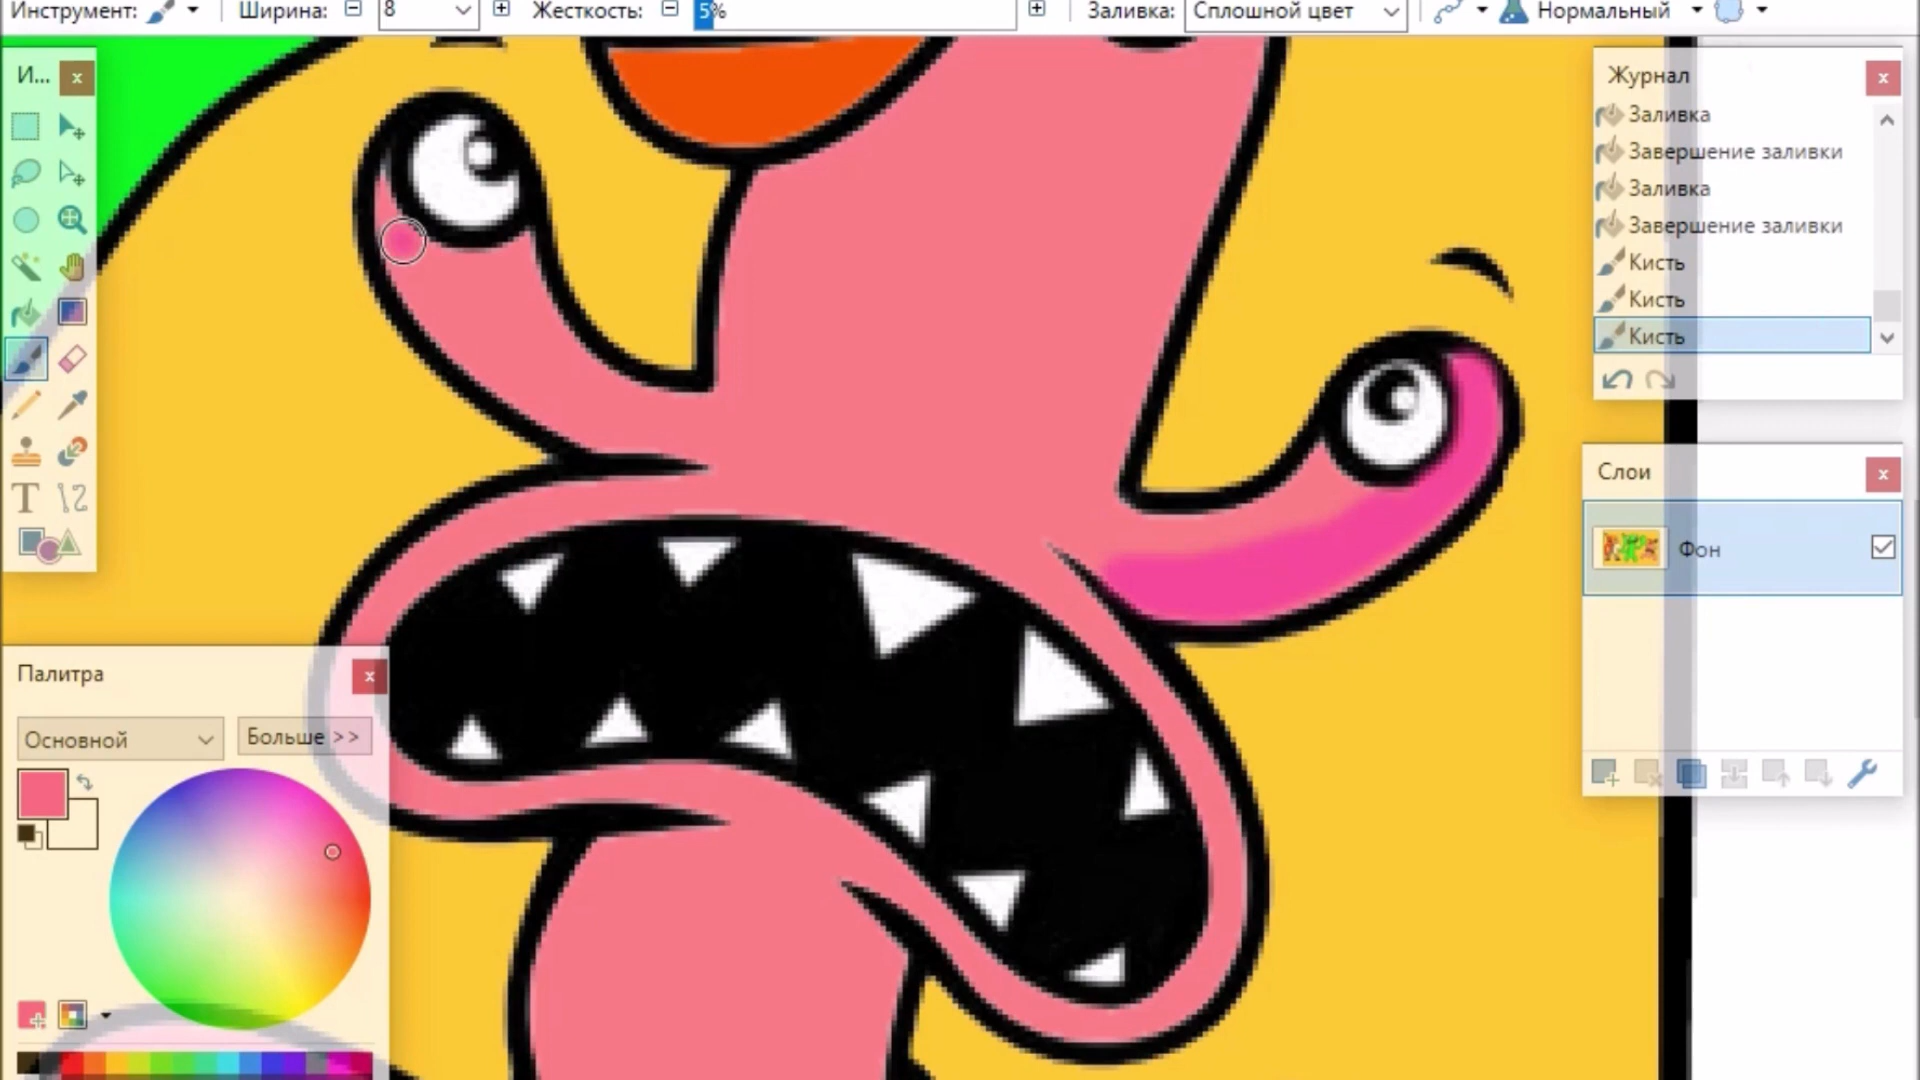 Инструмент:
Ширина: 8
Жесткость: 5%
Заливка: Сплошной цвет
Нормальный
И...
Журнал
Заливка
Завершение заливки
Заливка
Завершение заливки
Кисть
Кисть
Кисть
Слои
Фон
Палитра
Основной
Больше >>